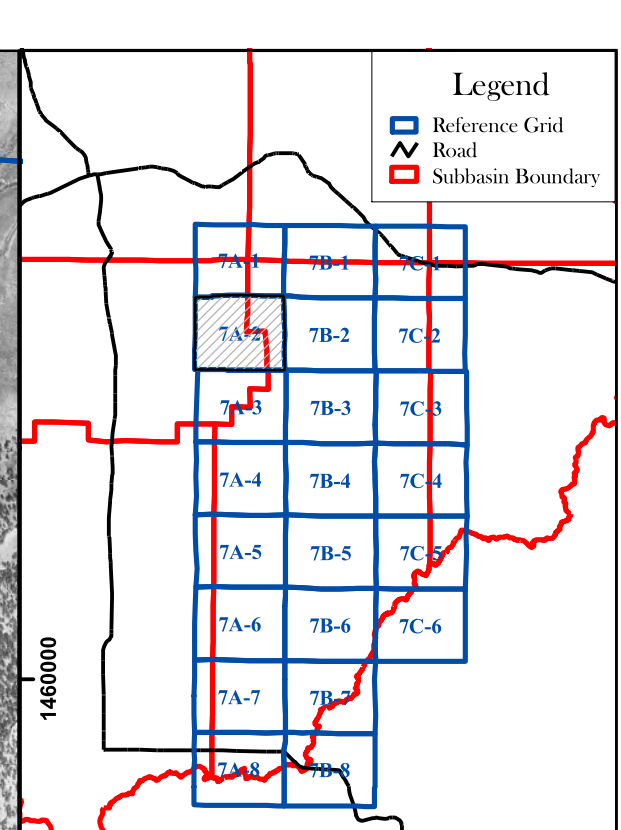 Legend
Reference Grid
Road
Subbasin Boundary
7A-1 7B-1 7C-1
7A-2 7B-2 7C-2
7A-3 7B-3 7C-3
7A-4 7B-4 7C-4
7A-5 7B-5 7C-5
7A-6 7B-6 7C-6
7A-7 7B-7
7A-8 7B-8
1460000